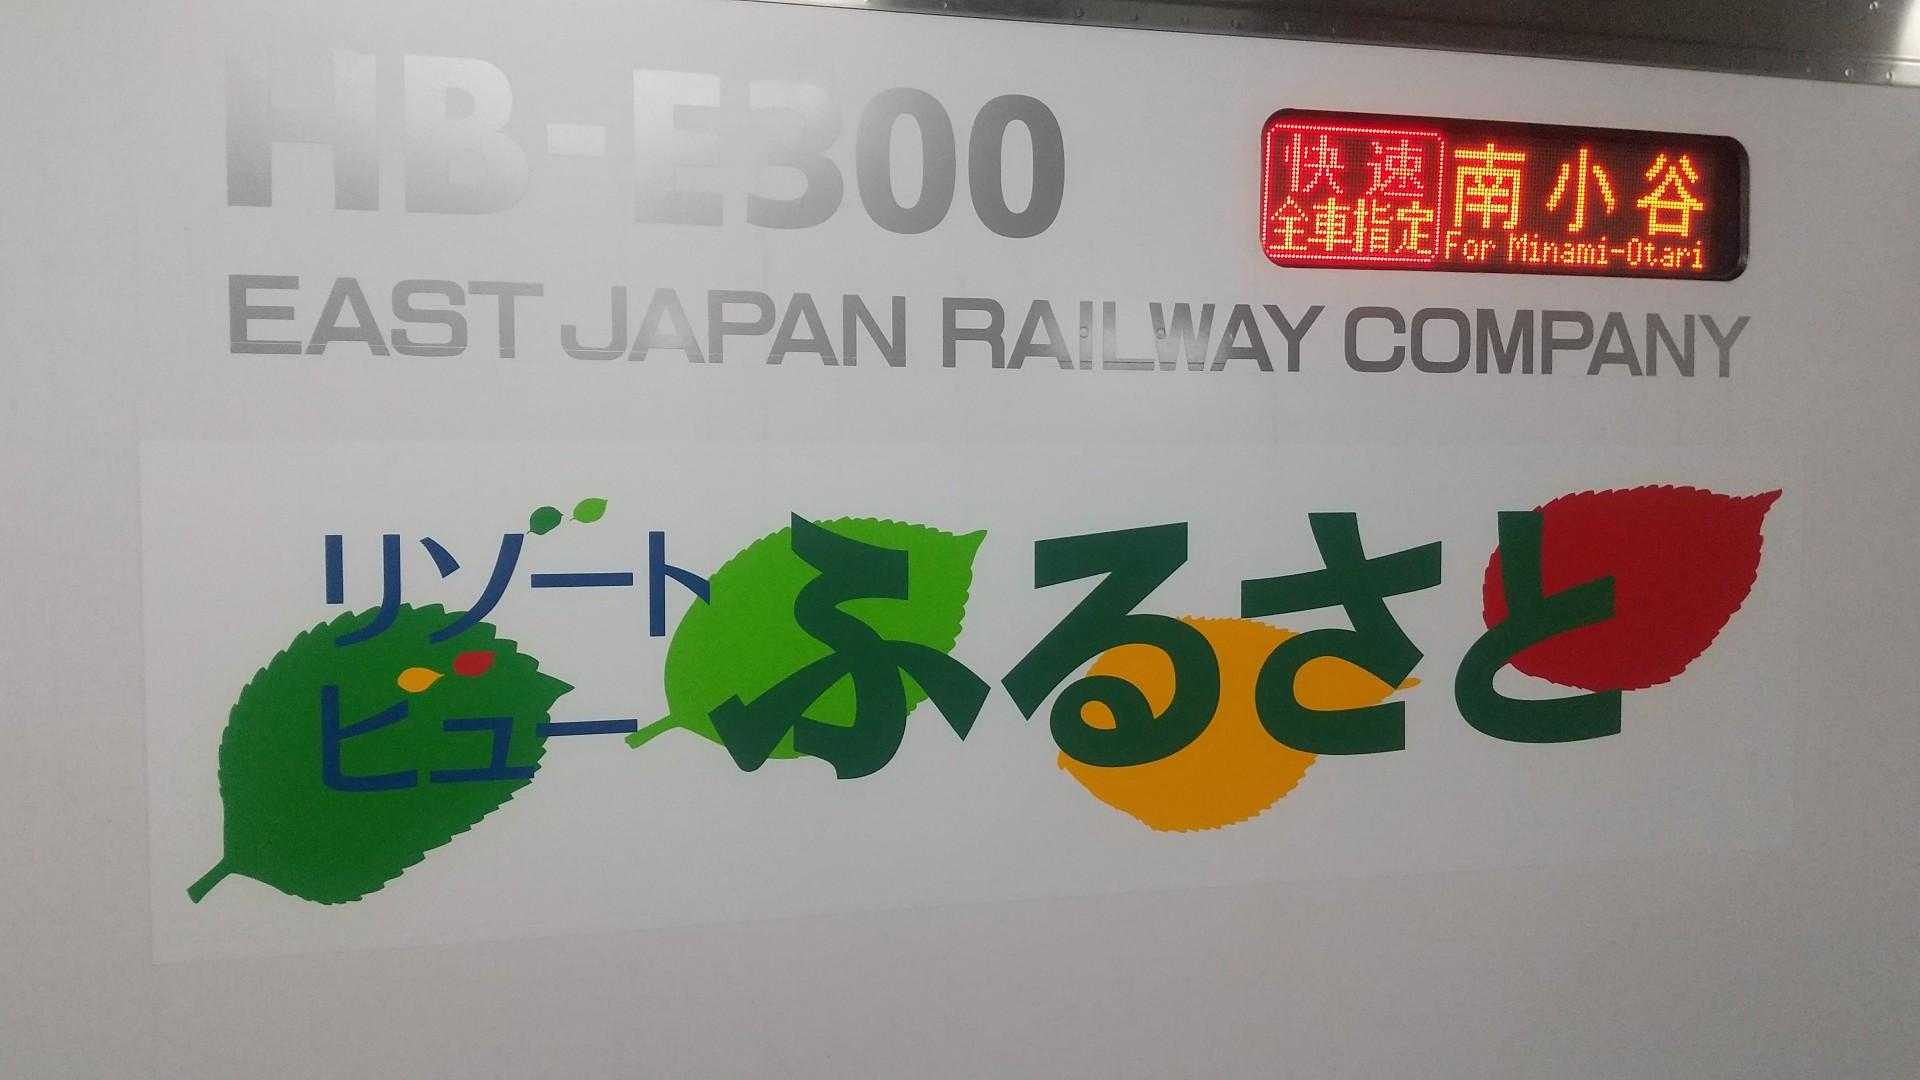 HB-E300
快速
全車指定
南小谷
For Minami-Otari
EAST JAPAN RAILWAY COMPANY
リゾート
ビュー
ふるさと